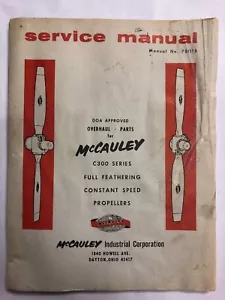 service manual
Manual No.
DOA APPROVED
OVERHAUL - PARTS
for
McCAULEY
C300 SERIES
FULL FEATHERING
CONSTANT SPEED
PROPELLERS
McCAULEY Industrial Corporation
1840 HOWELL AVE.
DAYTON, OHIO 45417